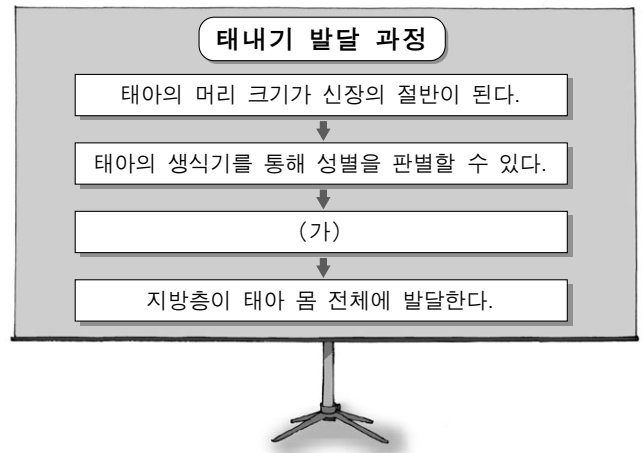 태내기 발달 과정
태아의 머리 크기가 신장의 절반이 된다.
태아의 생식기를 통해 성별을 판별할 수 있다.
(가)
지방층이 태아 몸 전체에 발달한다.